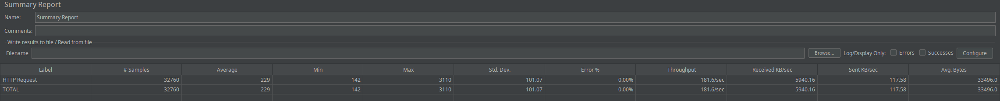 Summary Report
Name: Summary Report
Comments:
Write results to file / Read from file
Filename Browse... Log/Display Only: Errors Successes Configure
Label # Samples Average Min Max Std. Dev. Error % Throughput Received KB/sec Sent KB/sec Avg. Bytes
HTTP Request 32760 229 142 3110 101.07 0.00% 181.6/sec 5940.16 117.58 33496.0
TOTAL 32760 229 142 3110 101.07 0.00% 181.6/sec 5940.16 117.58 33496.0